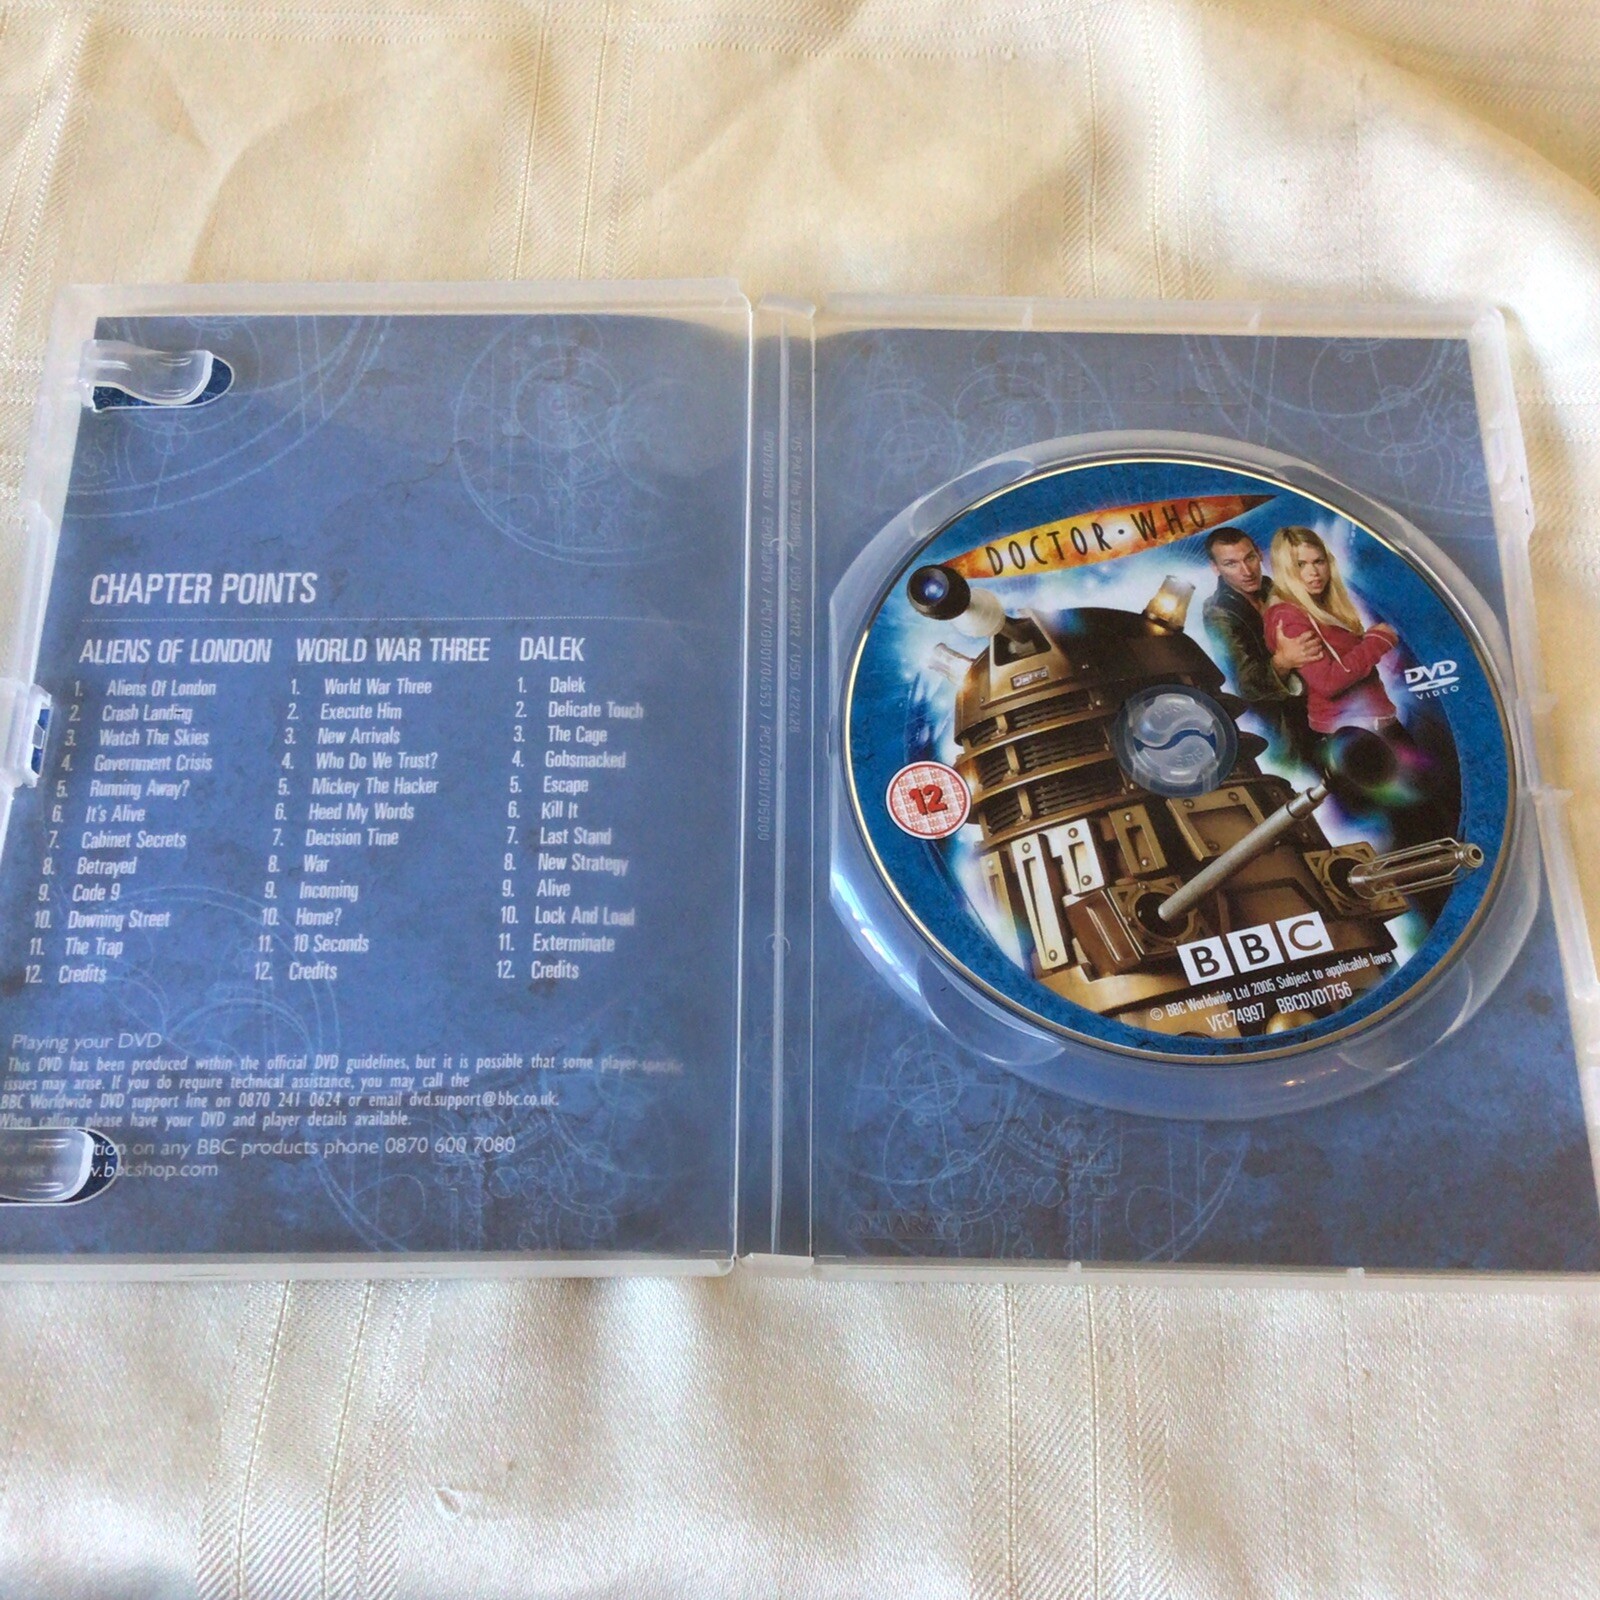 CHAPTER POINTS
ALIENS OF LONDON
1. Aliens Of London
2. Crash Landing
3. Watch The Skies
4. Government Crisis
5. Running Away?
6. It's Alive
7. Cabinet Secrets
8. Betrayed
9. Code 9
10. Downing Street
11. The Trap
12. Credits
WORLD WAR THREE
1. World War Three
2. Execute Him
3. New Arrivals
4. Who Do We Trust?
5. Mickey The Hacker
6. Heed My Words
7. Decision Time
8. War
9. Incoming
10. Home?
11. 10 Seconds
12. Credits
DALEK
1. Dalek
2. Delicate Touch
3. The Cage
4. Gobsmacked
5. Escape
6. Kill It
7. Last Stand
8. New Strategy
9. Alive
10. Lock And Load
11. Exterminate
12. Credits
Playing your DVD
This DVD has been produced within the official DVD guidelines, but it is possible that some player-specific
issues may arise. If you do require technical assistance, you may call the
BBC Worldwide DVD support line on 0870 241 0624 or email dvd.support@bbc.co.uk.
When calling please have your DVD and player details available.
on any BBC products phone 0870 600 7080
bbcshop.com
DOCTOR·WHO
DVD
VIDEO
12
BBC
© BBC Worldwide Ltd 2005 Subject to applicable laws
VFC74997 BBCDVD1756